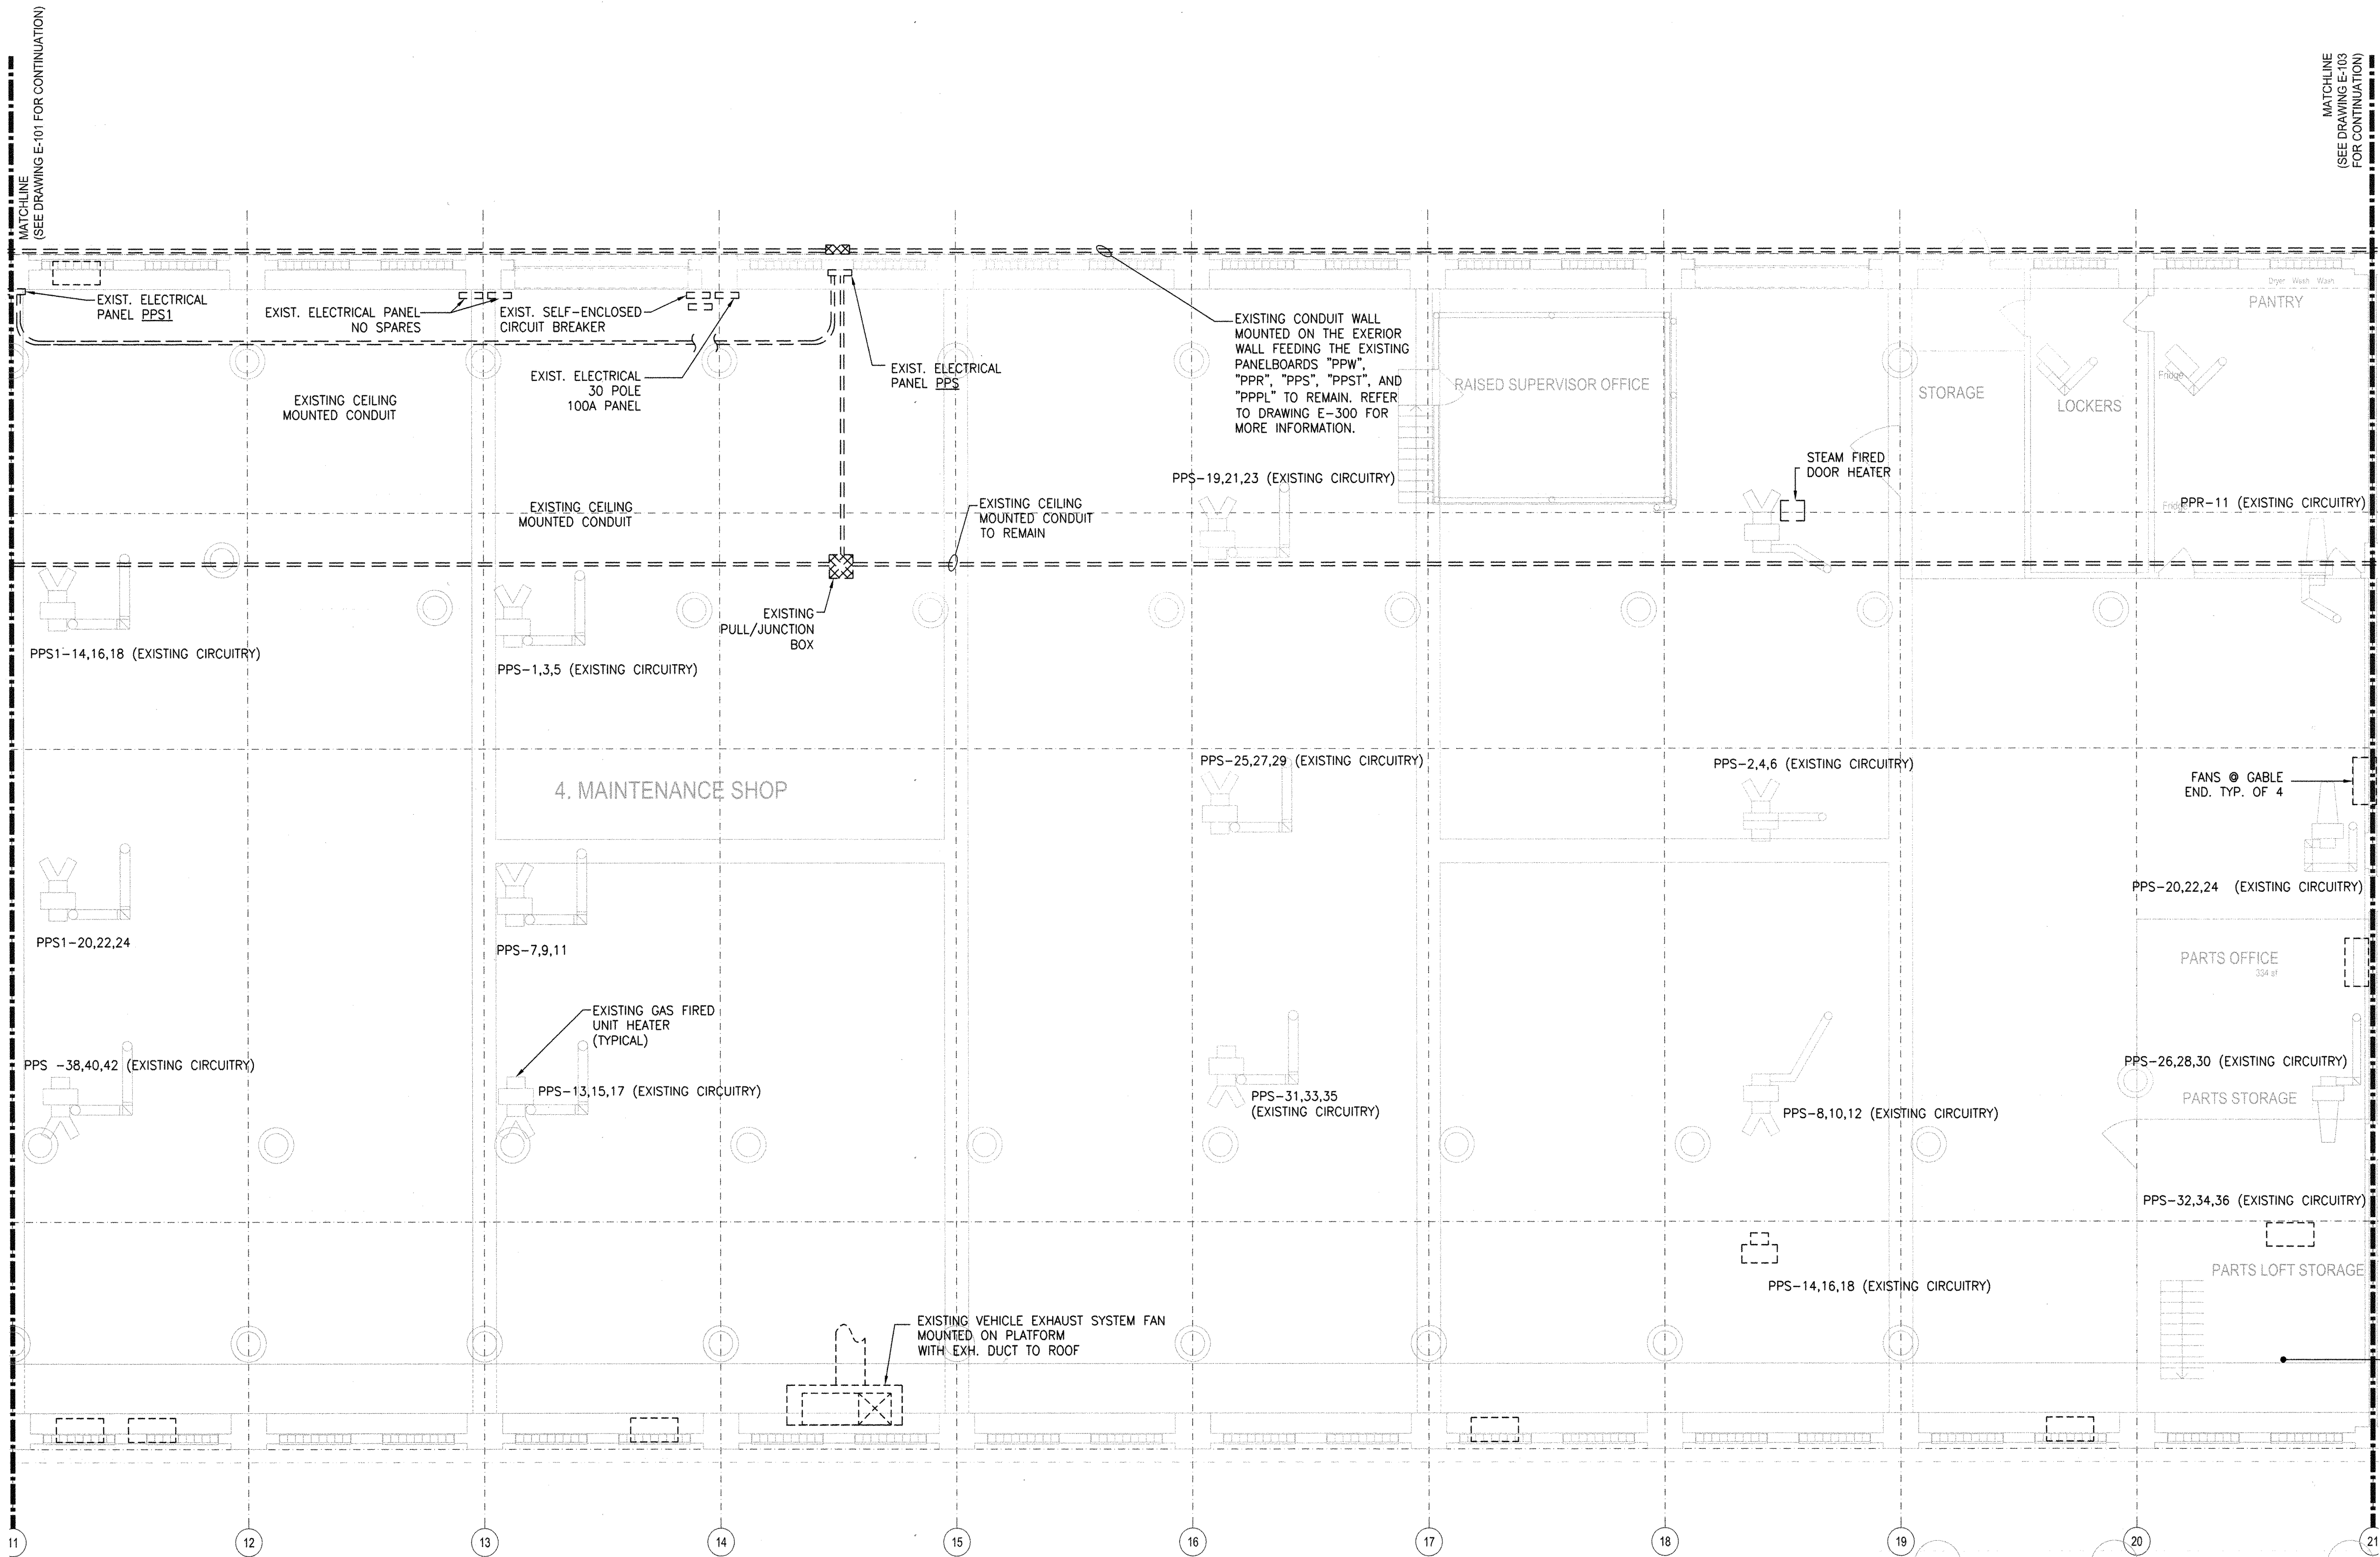 MATCHLINE
(SEE DRAWING E-101 FOR CONTINUATION)
MATCHLINE
(SEE DRAWING E-103
FOR CONTINUATION)
EXIST. ELECTRICAL
PANEL PPS1
EXIST. ELECTRICAL PANEL
NO SPARES
EXIST. SELF-ENCLOSED
CIRCUIT BREAKER
EXIST. ELECTRICAL
30 POLE
100A PANEL
EXIST. ELECTRICAL
PANEL PPS
EXISTING CEILING
MOUNTED CONDUIT
EXISTING CEILING
MOUNTED CONDUIT
EXISTING CEILING
MOUNTED CONDUIT
TO REMAIN
EXISTING
PULL/JUNCTION
BOX
EXISTING CONDUIT WALL
MOUNTED ON THE EXERIOR
WALL FEEDING THE EXISTING
PANELBOARDS "PPW",
"PPR", "PPS", "PPST", AND
"PPPL" TO REMAIN. REFER
TO DRAWING E-300 FOR
MORE INFORMATION.
RAISED SUPERVISOR OFFICE
STORAGE
LOCKERS
Dryer Wash Wash
PANTRY
Fridge
Fridge
STEAM FIRED
DOOR HEATER
PPS-19,21,23 (EXISTING CIRCUITRY)
PPR-11 (EXISTING CIRCUITRY)
PPS1-14,16,18 (EXISTING CIRCUITRY)
PPS-1,3,5 (EXISTING CIRCUITRY)
4. MAINTENANCE SHOP
PPS-25,27,29 (EXISTING CIRCUITRY)
PPS-2,4,6 (EXISTING CIRCUITRY)
FANS @ GABLE
END. TYP. OF 4
PPS-20,22,24 (EXISTING CIRCUITRY)
PPS1-20,22,24
PPS-7,9,11
PARTS OFFICE
334 sf
EXISTING GAS FIRED
UNIT HEATER
(TYPICAL)
PPS -38,40,42 (EXISTING CIRCUITRY)
PPS-13,15,17 (EXISTING CIRCUITRY)
PPS-31,33,35
(EXISTING CIRCUITRY)
PPS-8,10,12 (EXISTING CIRCUITRY)
PPS-26,28,30 (EXISTING CIRCUITRY)
PARTS STORAGE
PPS-32,34,36 (EXISTING CIRCUITRY)
PARTS LOFT STORAGE
PPS-14,16,18 (EXISTING CIRCUITRY)
EXISTING VEHICLE EXHAUST SYSTEM FAN
MOUNTED ON PLATFORM
WITH EXH. DUCT TO ROOF
11
12
13
14
15
16
17
18
19
20
21